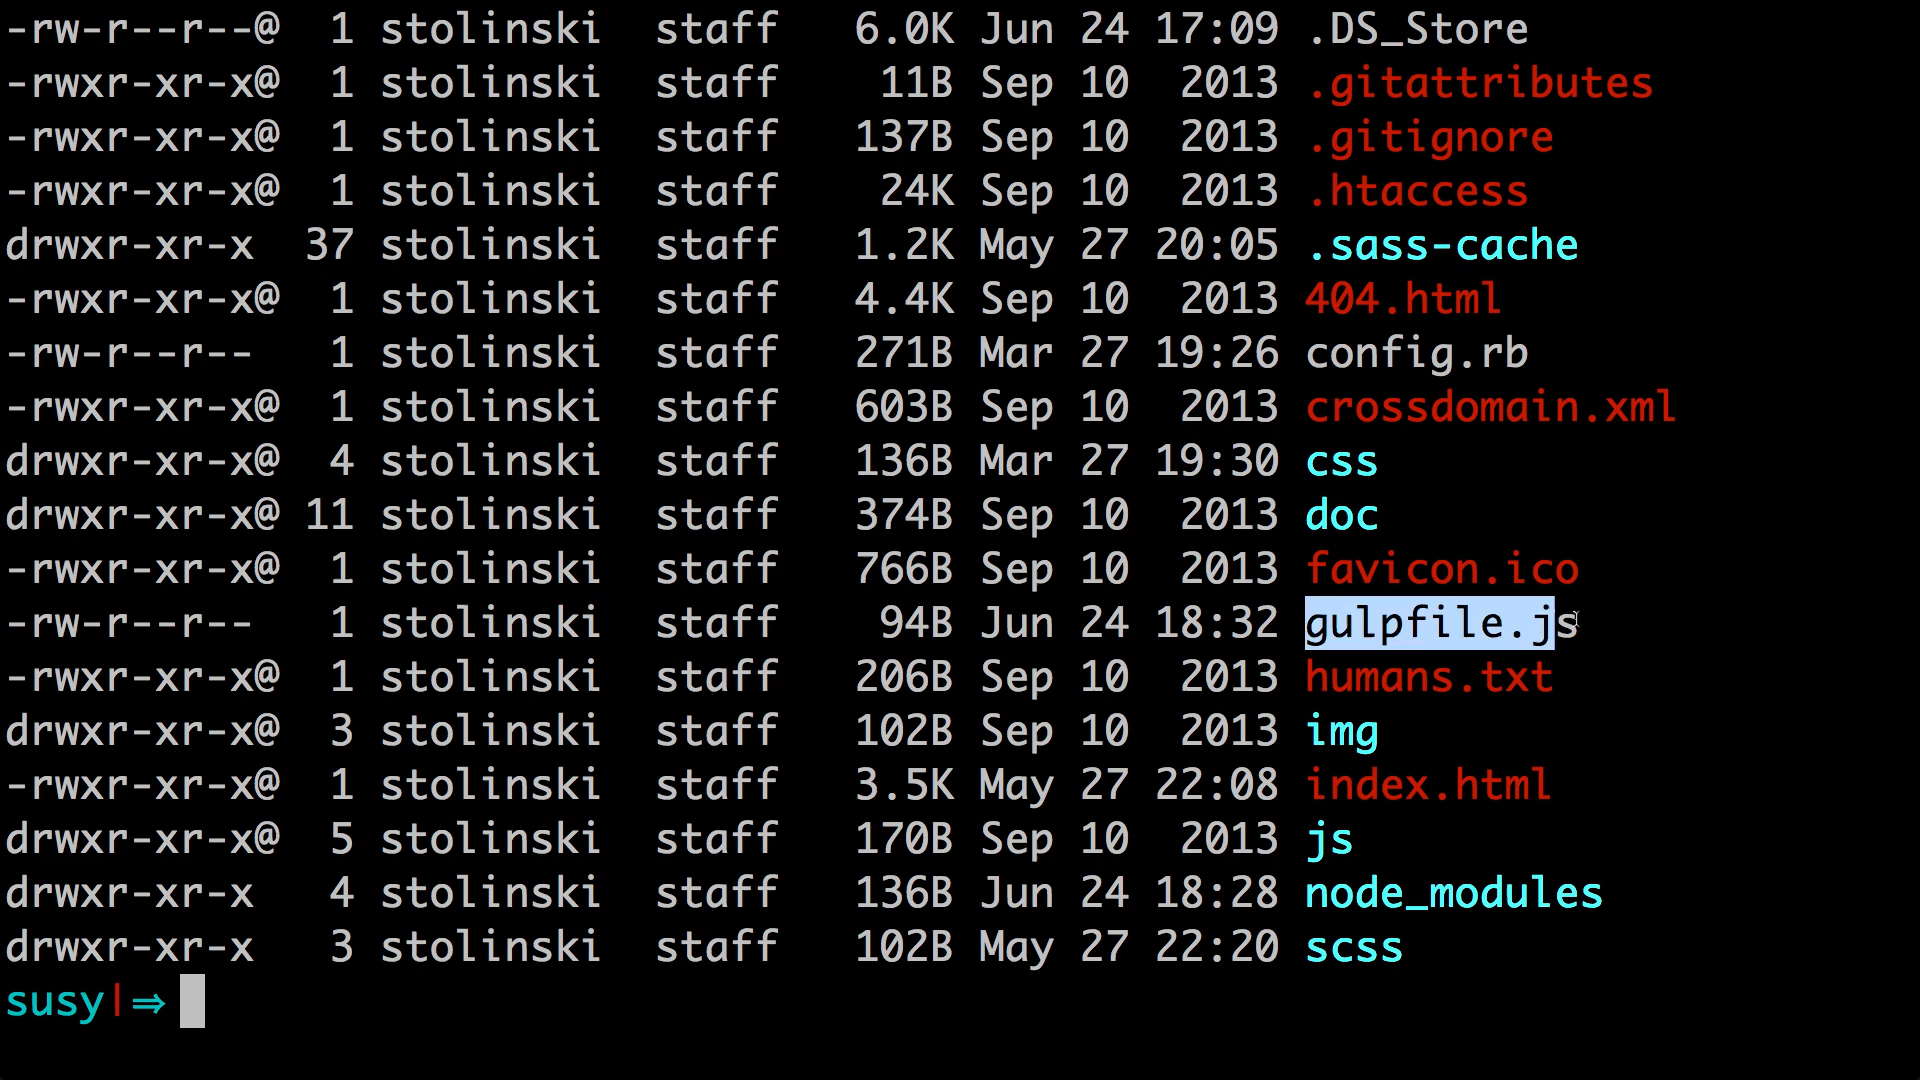 -rw-r--r--@  1 stolinski  staff   6.0K Jun 24 17:09 .DS_Store
-rwxr-xr-x@  1 stolinski  staff    11B Sep 10  2013 .gitattributes
-rwxr-xr-x@  1 stolinski  staff   137B Sep 10  2013 .gitignore
-rwxr-xr-x@  1 stolinski  staff    24K Sep 10  2013 .htaccess
drwxr-xr-x  37 stolinski  staff   1.2K May 27 20:05 .sass-cache
-rwxr-xr-x@  1 stolinski  staff   4.4K Sep 10  2013 404.html
-rw-r--r--   1 stolinski  staff   271B Mar 27 19:26 config.rb
-rwxr-xr-x@  1 stolinski  staff   603B Sep 10  2013 crossdomain.xml
drwxr-xr-x@  4 stolinski  staff   136B Mar 27 19:30 css
drwxr-xr-x@ 11 stolinski  staff   374B Sep 10  2013 doc
-rwxr-xr-x@  1 stolinski  staff   766B Sep 10  2013 favicon.ico
-rw-r--r--   1 stolinski  staff    94B Jun 24 18:32 gulpfile.js
-rwxr-xr-x@  1 stolinski  staff   206B Sep 10  2013 humans.txt
drwxr-xr-x@  3 stolinski  staff   102B Sep 10  2013 img
-rwxr-xr-x@  1 stolinski  staff   3.5K May 27 22:08 index.html
drwxr-xr-x@  5 stolinski  staff   170B Sep 10  2013 js
drwxr-xr-x   4 stolinski  staff   136B Jun 24 18:28 node_modules
drwxr-xr-x   3 stolinski  staff   102B May 27 22:20 scss
susy|⇒